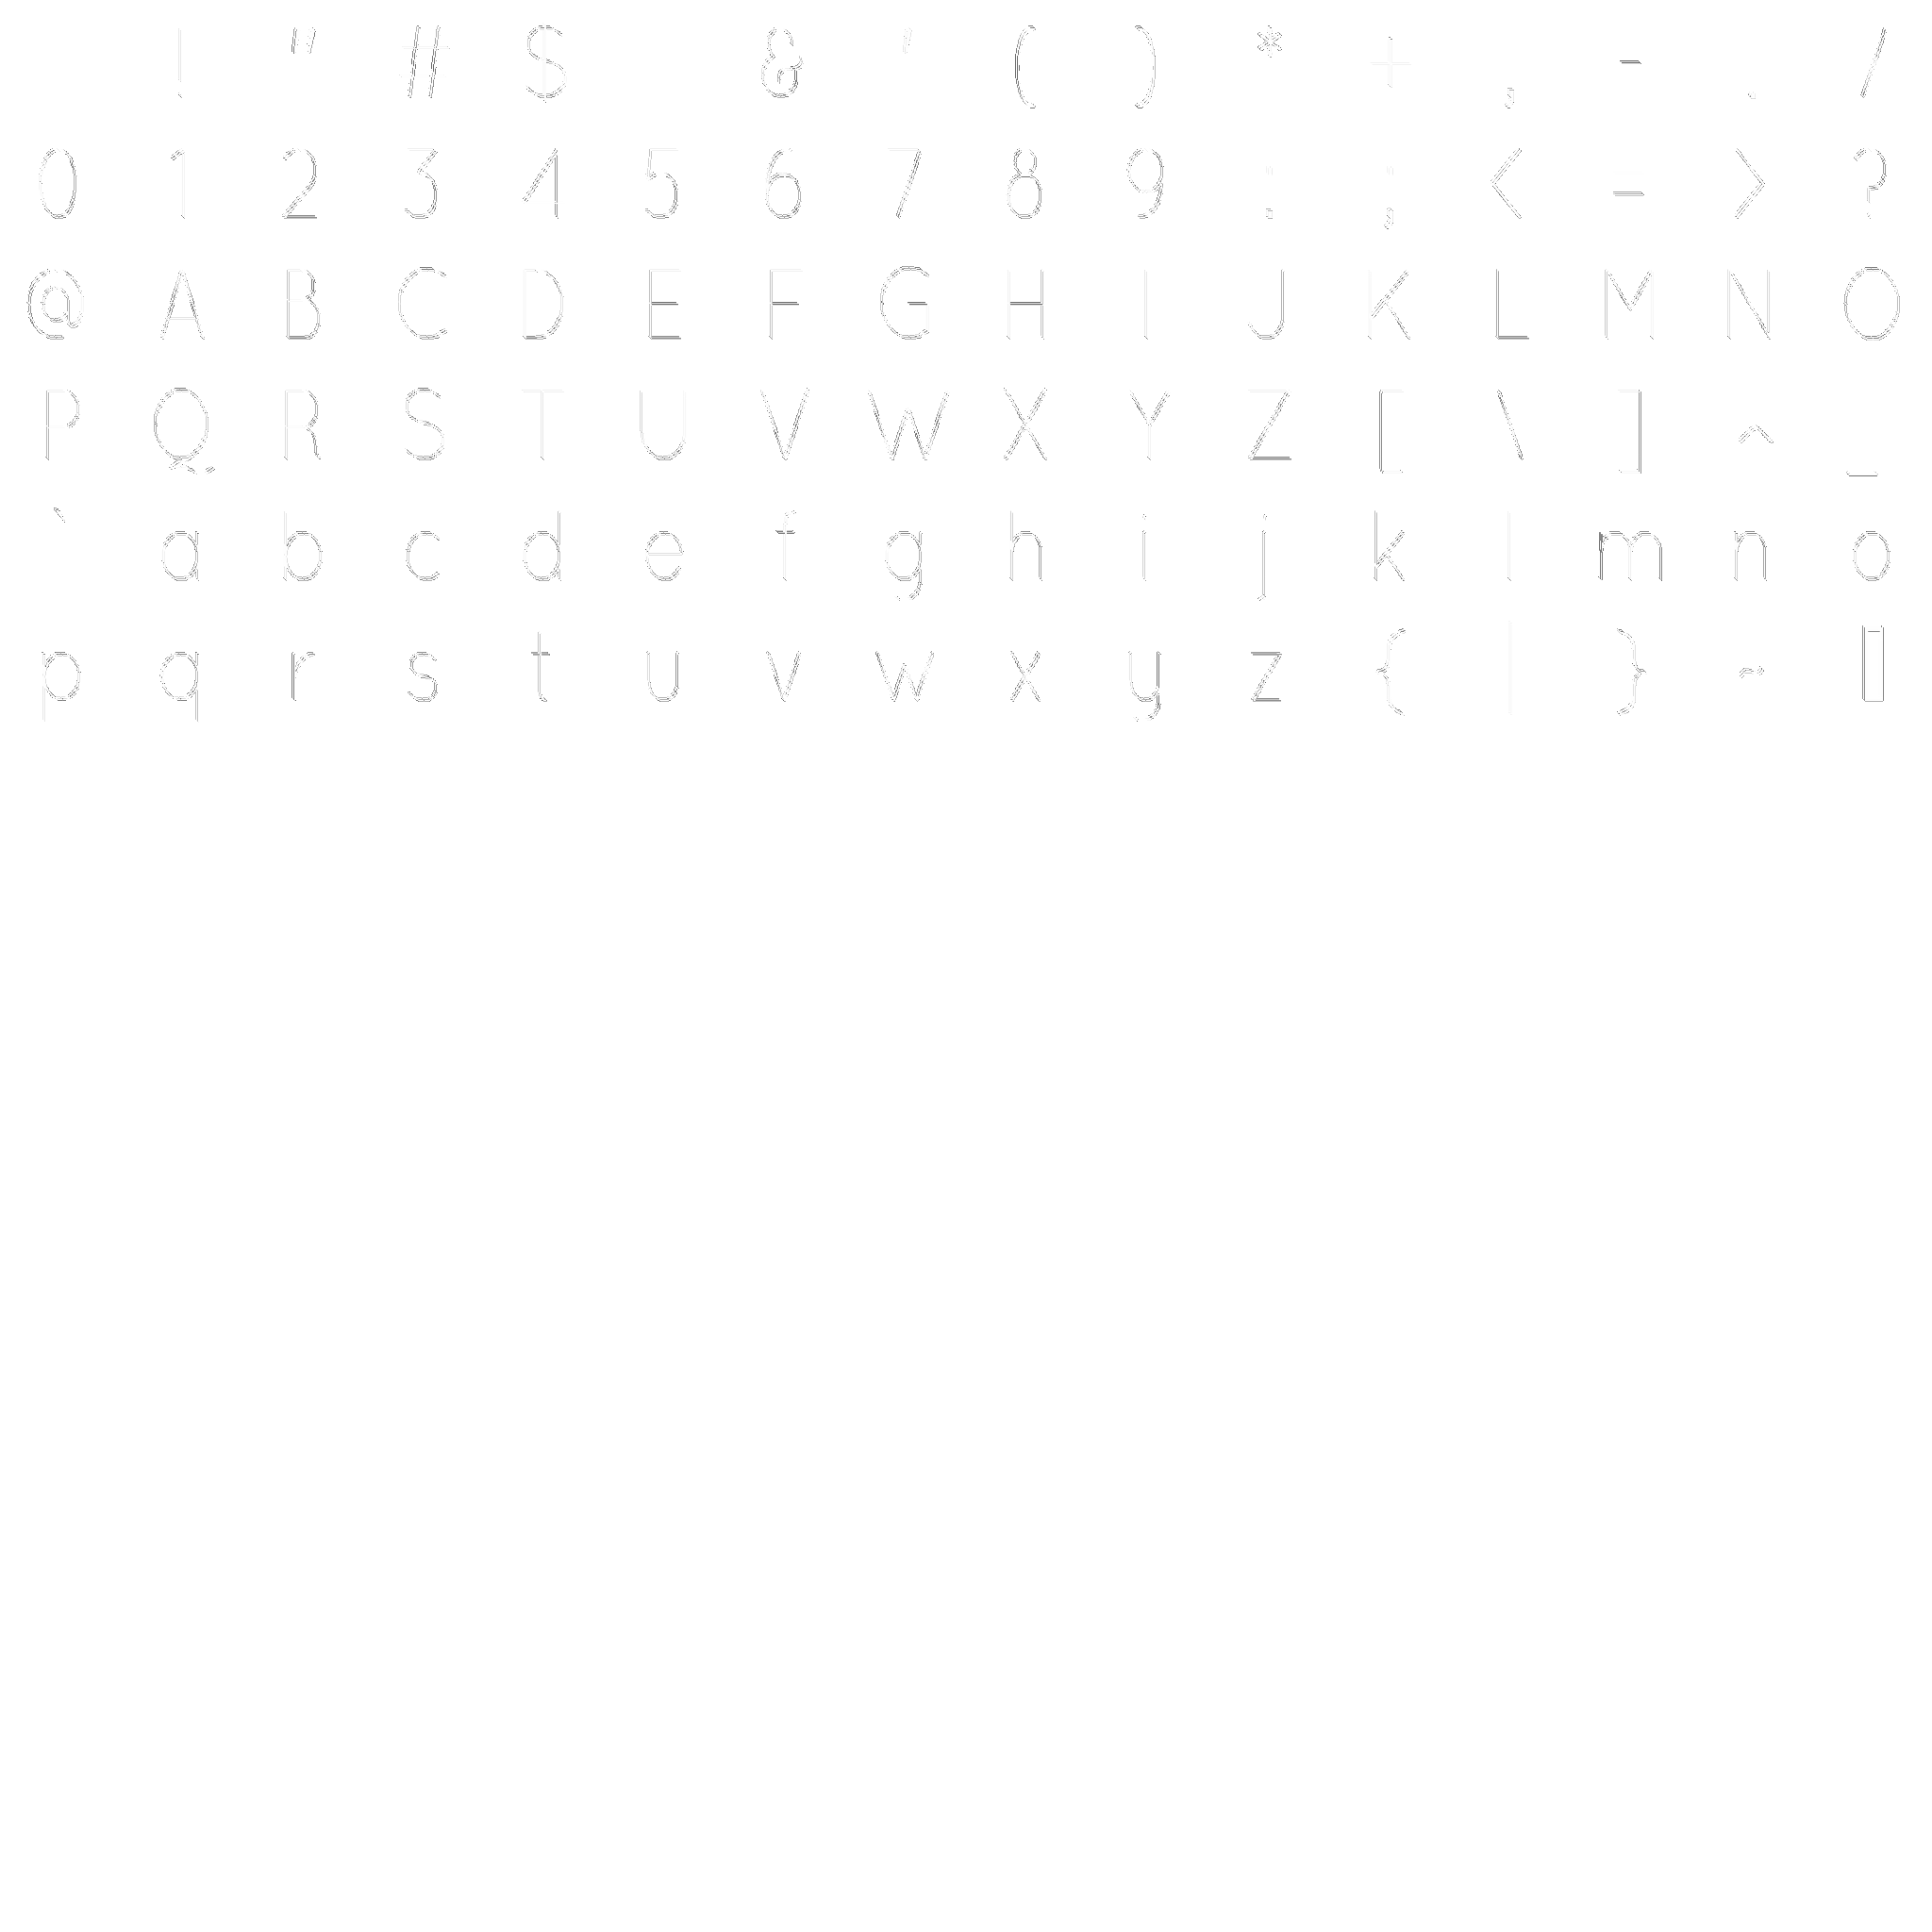 ! " # $ & ' ( ) * + , - . /
0 1 2 3 4 5 6 7 8 9 : ; < - > ?
@ A B C D E F G H I J K L M N O
P Q R S T U V W X Y Z [ \ ] ^ _
` a b c d e f g h i j k l m n o
p q r s t u v w x y z { | } ~